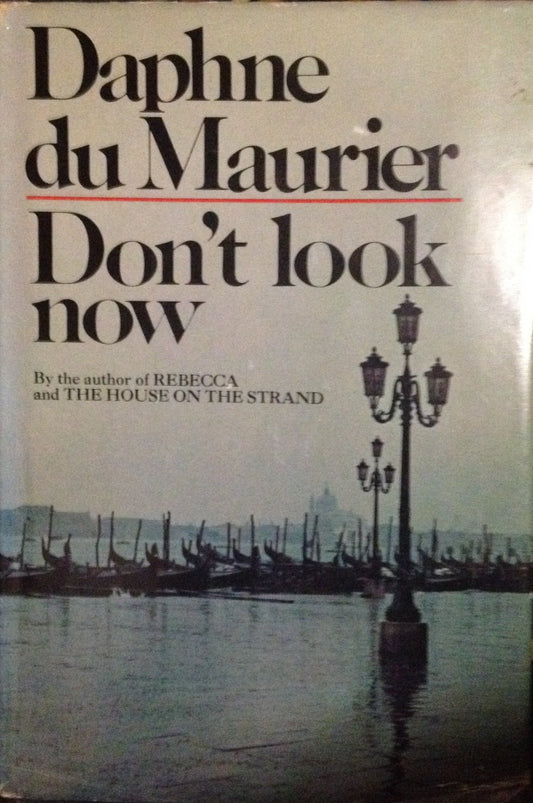 Daphne
du Maurier
Don't look
now
By the author of REBECCA
and THE HOUSE ON THE STRAND